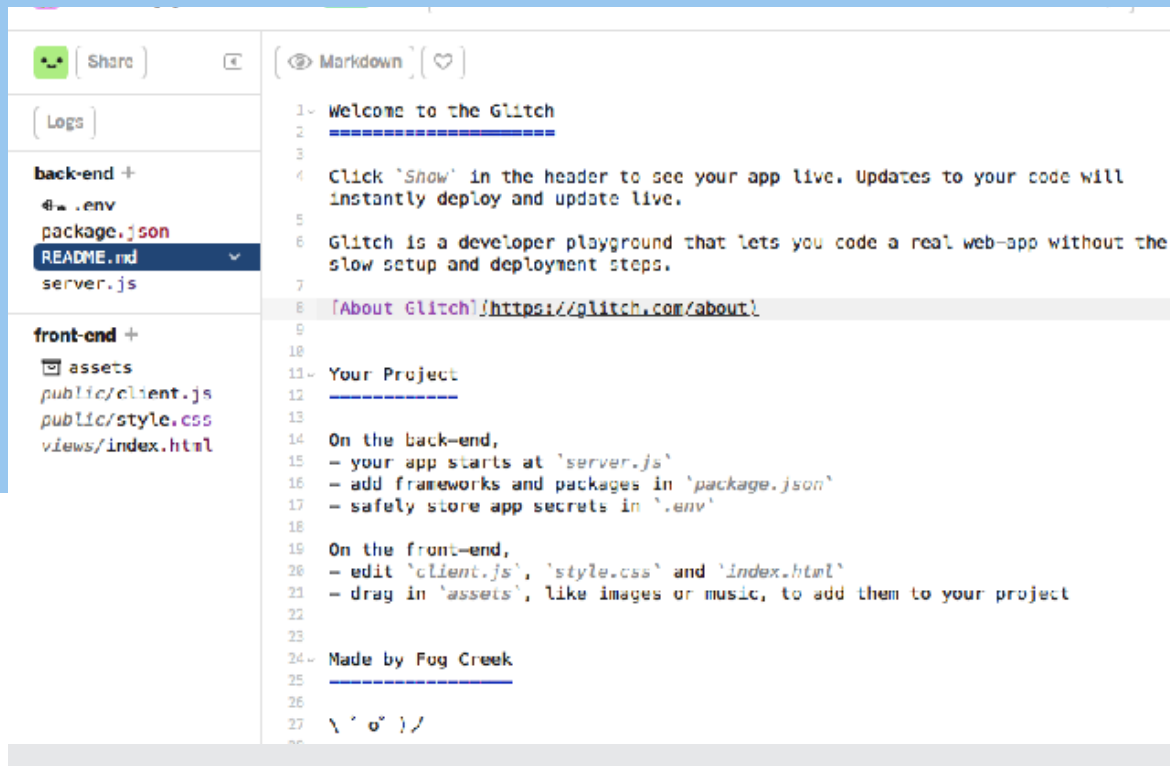 Share
Logs
back-end +
.env
package.json
README.md
server.js
front-end +
assets
public/client.js
public/style.css
views/index.html
Markdown
1 Welcome to the Glitch
2 =====================
3
4 Click `Show` in the header to see your app live. Updates to your code will
instantly deploy and update live.
5
6 Glitch is a developer playground that lets you code a real web-app without the
slow setup and deployment steps.
7
8 [About Glitch](https://glitch.com/about)
9
10
11 Your Project
12 ============
13
14 On the back-end,
15 - your app starts at `server.js`
16 - add frameworks and packages in `package.json`
17 - safely store app secrets in `.env`
18
19 On the front-end,
20 - edit `client.js`, `style.css` and `index.html`
21 - drag in `assets`, like images or music, to add them to your project
22
23
24 Made by Fog Creek
25 =================
26
27 \ ゜o゜)ノ